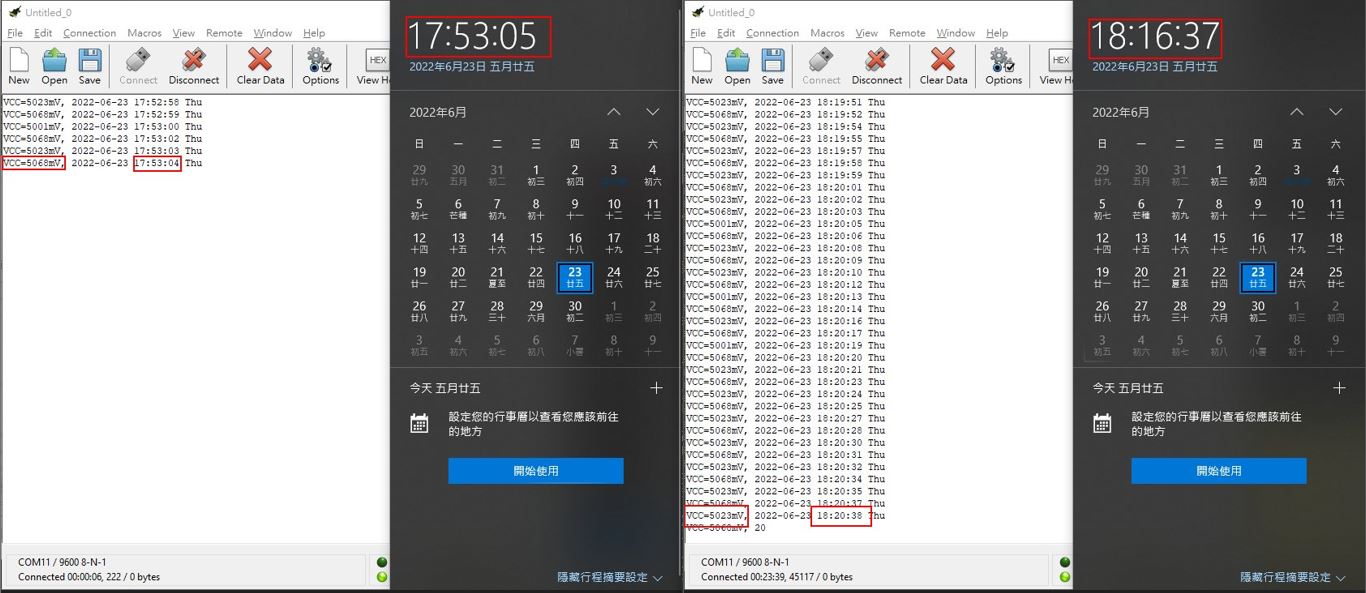 Untitled_0
File Edit Connection Macros View Remote Window Help
New Open Save Connect Disconnect Clear Data Options View H
HEX
VCC=5023mV, 2022-06-23 17:52:58 Thu
VCC=5068mV, 2022-06-23 17:52:59 Thu
VCC=5001mV, 2022-06-23 17:53:00 Thu
VCC=5068mV, 2022-06-23 17:53:02 Thu
VCC=5023mV, 2022-06-23 17:53:03 Thu
VCC=5068mV, 2022-06-23 17:53:04 Thu
COM11 / 9600 8-N-1
Connected 00:00:06, 222 / 0 bytes
17:53:05
2022年6月23日 五月廿五
2022年6月
日 一 二 三 四 五 六
29 30 31 1 2 3 4
廿九 五月 初二 初三 初四 初六
5 6 7 8 9 10 11
初七 芒種 初九 初十 十一 十二 十三
12 13 14 15 16 17 18
十四 十五 十六 十七 十八 十九 二十
19 20 21 22 23 24 25
廿一 廿二 夏至 廿四 廿五 廿六 廿七
26 27 28 29 30 1 2
廿八 廿九 三十 六月 初二 初三 初四
3 4 5 6 7 8 9
初五 初六 初七 初八 小暑 初十 十一
今天 五月廿五
設定您的行事曆以查看您應該前往
的地方
開始使用
隱藏行程摘要設定
Untitled_0
File Edit Connection Macros View Remote Window Help
New Open Save Connect Disconnect Clear Data Options View H
HEX
VCC=5023mV, 2022-06-23 18:19:51 Thu
VCC=5068mV, 2022-06-23 18:19:52 Thu
VCC=5023mV, 2022-06-23 18:19:54 Thu
VCC=5068mV, 2022-06-23 18:19:55 Thu
VCC=5023mV, 2022-06-23 18:19:57 Thu
VCC=5068mV, 2022-06-23 18:19:58 Thu
VCC=5023mV, 2022-06-23 18:19:59 Thu
VCC=5068mV, 2022-06-23 18:20:01 Thu
VCC=5023mV, 2022-06-23 18:20:02 Thu
VCC=5068mV, 2022-06-23 18:20:03 Thu
VCC=5001mV, 2022-06-23 18:20:05 Thu
VCC=5068mV, 2022-06-23 18:20:06 Thu
VCC=5023mV, 2022-06-23 18:20:08 Thu
VCC=5068mV, 2022-06-23 18:20:09 Thu
VCC=5023mV, 2022-06-23 18:20:10 Thu
VCC=5068mV, 2022-06-23 18:20:12 Thu
VCC=5001mV, 2022-06-23 18:20:13 Thu
VCC=5068mV, 2022-06-23 18:20:14 Thu
VCC=5023mV, 2022-06-23 18:20:16 Thu
VCC=5068mV, 2022-06-23 18:20:17 Thu
VCC=5001mV, 2022-06-23 18:20:19 Thu
VCC=5068mV, 2022-06-23 18:20:20 Thu
VCC=5023mV, 2022-06-23 18:20:21 Thu
VCC=5068mV, 2022-06-23 18:20:23 Thu
VCC=5023mV, 2022-06-23 18:20:24 Thu
VCC=5068mV, 2022-06-23 18:20:25 Thu
VCC=5023mV, 2022-06-23 18:20:27 Thu
VCC=5068mV, 2022-06-23 18:20:28 Thu
VCC=5023mV, 2022-06-23 18:20:30 Thu
VCC=5068mV, 2022-06-23 18:20:31 Thu
VCC=5023mV, 2022-06-23 18:20:32 Thu
VCC=5068mV, 2022-06-23 18:20:34 Thu
VCC=5023mV, 2022-06-23 18:20:35 Thu
VCC=5068mV, 2022-06-23 18:20:37 Thu
VCC=5023mV, 2022-06-23 18:20:38 Thu
VCC=5068mV, 20
COM11 / 9600 8-N-1
Connected 00:23:39, 45117 / 0 bytes
18:16:37
2022年6月23日 五月廿五
2022年6月
日 一 二 三 四 五 六
29 30 31 1 2 3 4
廿九 五月 初二 初三 初四 初六
5 6 7 8 9 10 11
初七 芒種 初九 初十 十一 十二 十三
12 13 14 15 16 17 18
十四 十五 十六 十七 十八 十九 二十
19 20 21 22 23 24 25
廿一 廿二 夏至 廿四 廿五 廿六 廿七
26 27 28 29 30 1 2
廿八 廿九 三十 六月 初二 初三 初四
3 4 5 6 7 8 9
初五 初六 初七 初八 小暑 初十 十一
今天 五月廿五
設定您的行事曆以查看您應該前往
的地方
開始使用
隱藏行程摘要設定